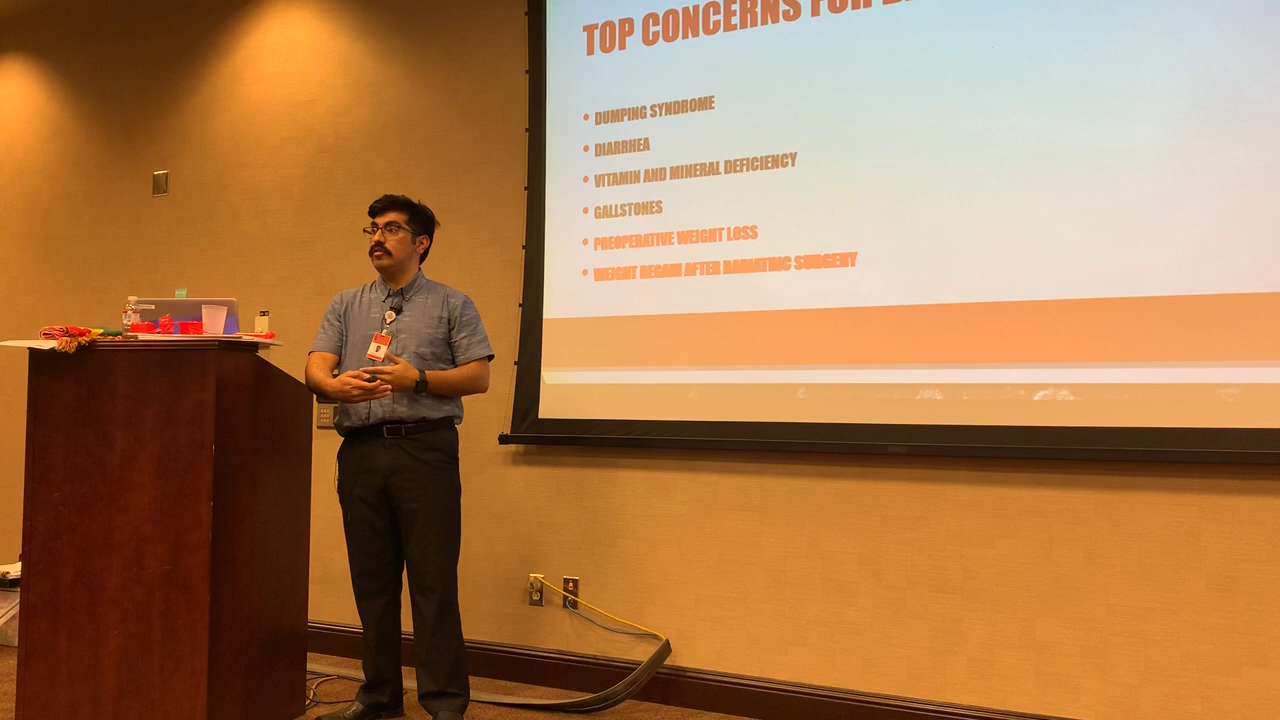 TOP CONCERNS FOR
• DUMPING SYNDROME
• DIARRHEA
• VITAMIN AND MINERAL DEFICIENCY
• GALLSTONES
• PREOPERATIVE WEIGHT LOSS
• WEIGHT REGAIN AFTER BARIATRIC SURGERY